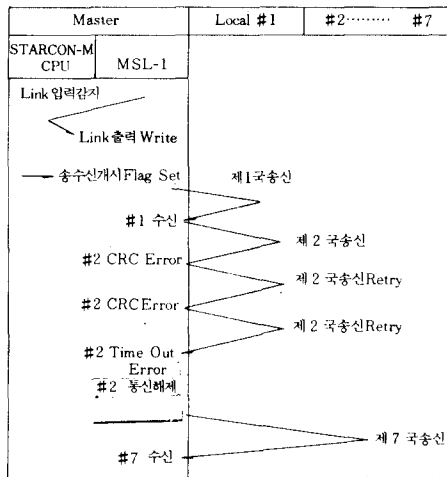 Master Local #1 #2········ #7
STARCON-M
CPU
MSL-1
Link 입력감지
Link 출력 Write
송수신개시 Flag Set
제1국송신
#1 수신
제 2 국송신
#2 CRC Error
제 2 국송신 Retry
#2 CRC Error
제 2 국송신 Retry
#2 Time Out
Error
#2 통신해제
제 7 국송신
#7 수신